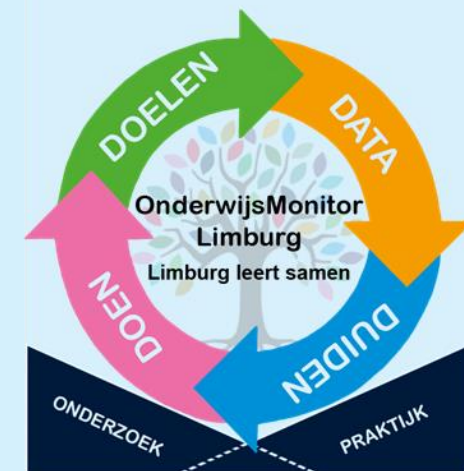 DOELEN
DATA
OnderwijsMonitor
Limburg
Limburg leert samen
DOEN
DUIDEN
ONDERZOEK
PRAKTIJK